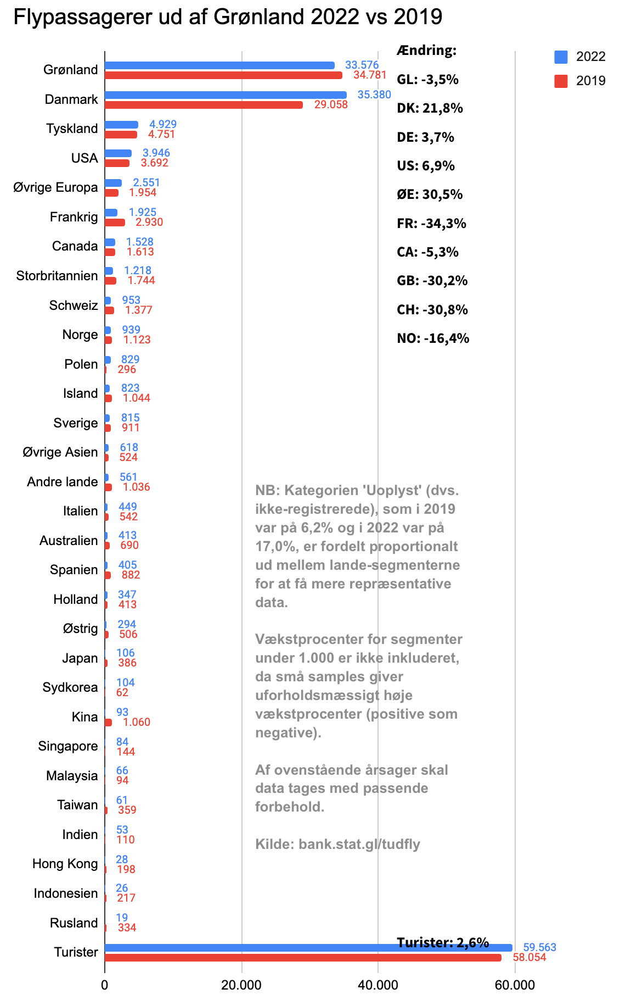 Flypassagerer ud af Grønland 2022 vs 2019
2022
2019
Ændring:
GL: -3,5%
DK: 21,8%
DE: 3,7%
US: 6,9%
ØE: 30,5%
FR: -34,3%
CA: -5,3%
GB: -30,2%
CH: -30,8%
NO: -16,4%
Grønland
33.576
34.781
Danmark
35.380
29.058
Tyskland
4.929
4.751
USA
3.946
3.692
Øvrige Europa
2.551
1.954
Frankrig
1.925
2.930
Canada
1.528
1.613
Storbritannien
1.218
1.744
Schweiz
953
1.377
Norge
939
1.123
Polen
829
296
Island
823
1.044
Sverige
815
911
Øvrige Asien
618
524
Andre lande
561
1.036
Italien
449
542
Australien
413
690
Spanien
405
882
Holland
347
413
Østrig
294
506
Japan
106
386
Sydkorea
104
62
Kina
93
1.060
Singapore
84
144
Malaysia
66
94
Taiwan
61
359
Indien
53
110
Hong Kong
28
198
Indonesien
26
217
Rusland
19
334
Turister
59.563
58.054
Turister: 2,6%
NB: Kategorien 'Uoplyst' (dvs.
ikke-registrerede), som i 2019
var på 6,2% og i 2022 var på
17,0%, er fordelt proportionalt
ud mellem lande-segmenterne
for at få mere repræsentative
data.
Vækstprocenter for segmenter
under 1.000 er ikke inkluderet,
da små samples giver
uforholdsmæssigt høje
vækstprocenter (positive som
negative).
Af ovenstående årsager skal
data tages med passende
forbehold.
Kilde: bank.stat.gl/tudfly
0
20.000
40.000
60.000